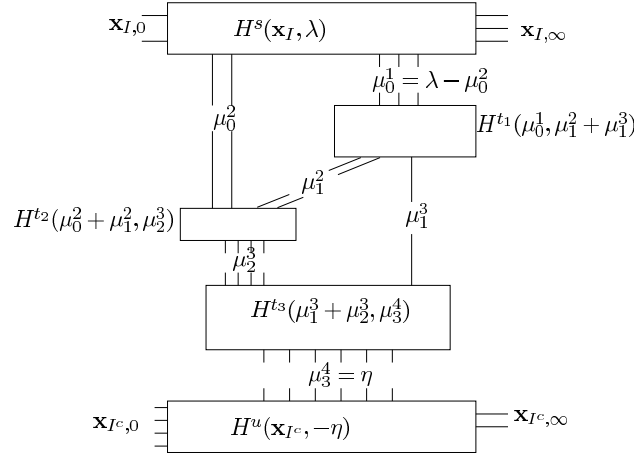 𝐱_{I,0} H^s(𝐱_I, λ) 𝐱_{I,∞}
μ_0^1 = λ − μ_0^2
μ_0^2
H^{t_1}(μ_0^1, μ_1^2 + μ_1^3)
μ_1^2
μ_1^3
H^{t_2}(μ_0^2 + μ_1^2, μ_2^3)
μ_2^3
H^{t_3}(μ_1^3 + μ_2^3, μ_3^4)
μ_3^4 = η
𝐱_{I^c,0} H^u(𝐱_{I^c}, −η) 𝐱_{I^c,∞}